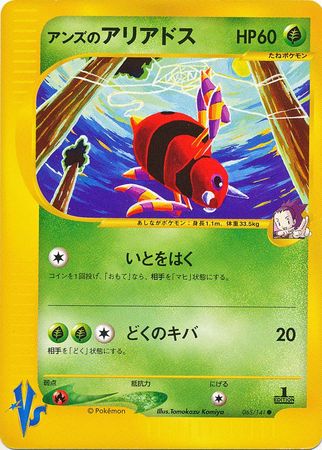 アンズのアリアドス HP60
たねポケモン
あしながポケモン：身長1.1m、体重33.5kg
いとをはく
コインを1回投げ、「おもて」なら、相手を「マヒ」状態にする。
どくのキバ 20
相手を「どく」状態にする。
弱点 抵抗力 にげる
© Pokémon Illus.Tomokazu Komiya 065/141 ●
1
EDITION
VS